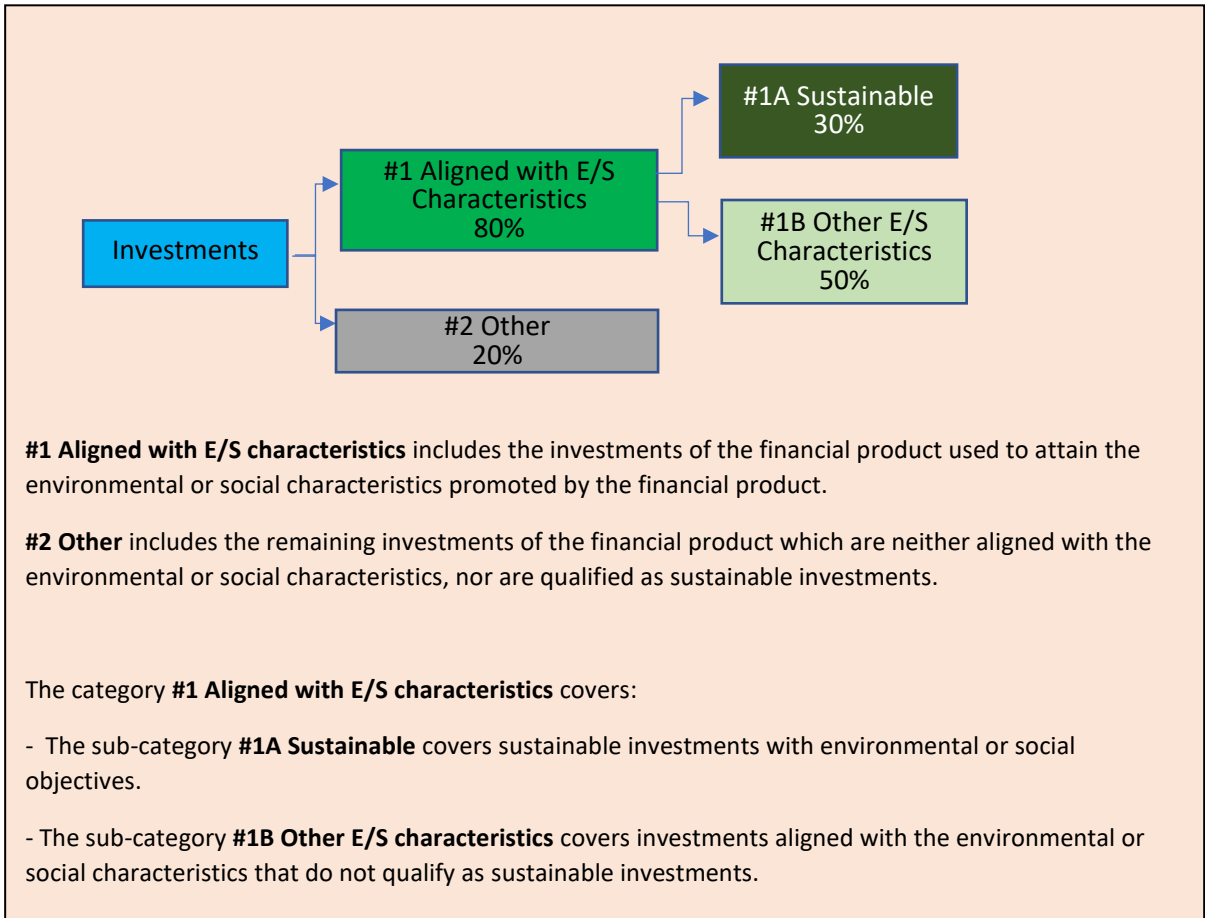 #1A Sustainable
30%
#1 Aligned with E/S
Characteristics
80%
#1B Other E/S
Characteristics
50%
Investments
#2 Other
20%
#1 Aligned with E/S characteristics includes the investments of the financial product used to attain the
environmental or social characteristics promoted by the financial product.
#2 Other includes the remaining investments of the financial product which are neither aligned with the
environmental or social characteristics, nor are qualified as sustainable investments.
The category #1 Aligned with E/S characteristics covers:
- The sub-category #1A Sustainable covers sustainable investments with environmental or social
objectives.
- The sub-category #1B Other E/S characteristics covers investments aligned with the environmental or
social characteristics that do not qualify as sustainable investments.